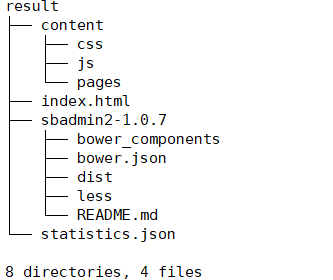 result
├── content
│   ├── css
│   ├── js
│   └── pages
├── index.html
├── sbadmin2-1.0.7
│   ├── bower_components
│   ├── bower.json
│   ├── dist
│   ├── less
│   └── README.md
└── statistics.json

8 directories, 4 files